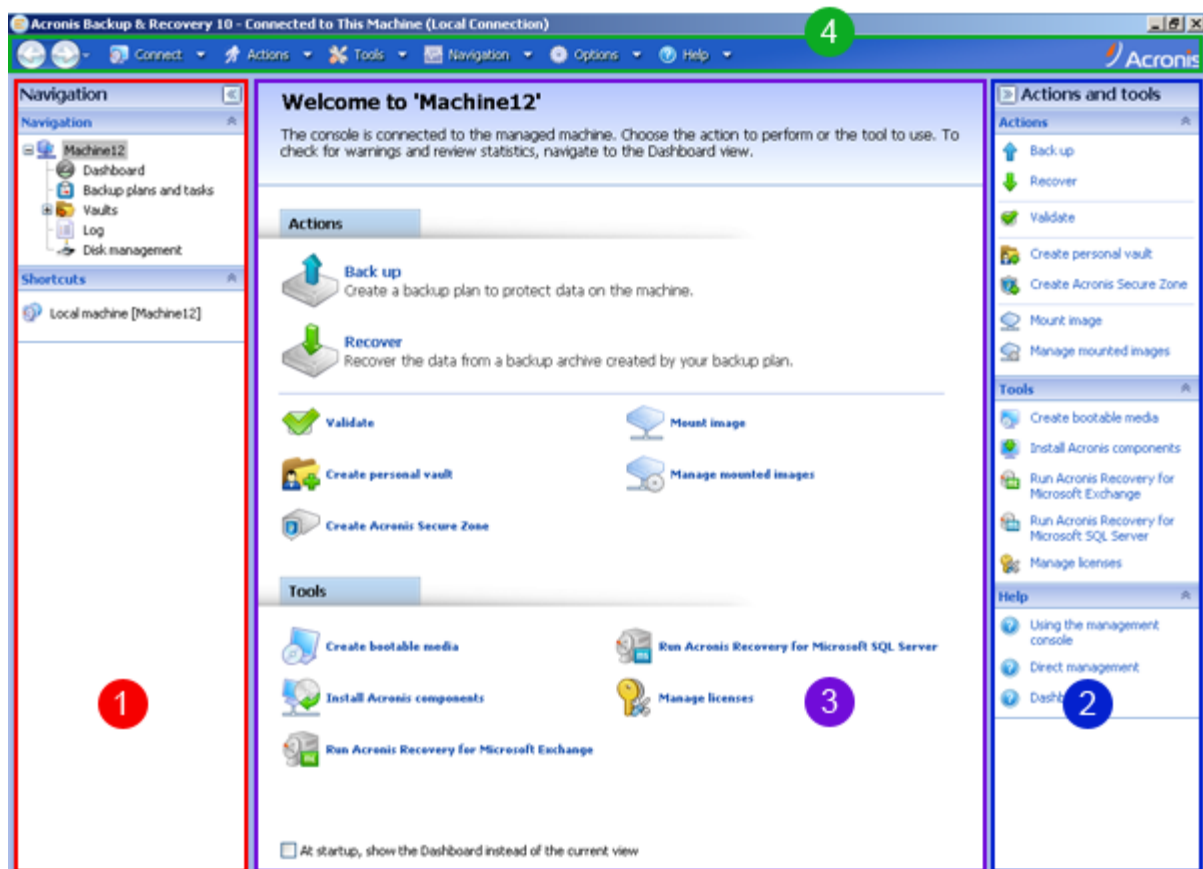 Acronis Backup & Recovery 10 - Connected to This Machine (Local Connection)
4
Connect
Actions
Tools
Navigation
Options
Help
Acronis
Navigation
Navigation
Machine12
Dashboard
Backup plans and tasks
Vaults
Log
Disk management
Shortcuts
Local machine [Machine12]
1
Welcome to 'Machine12'
The console is connected to the managed machine. Choose the action to perform or the tool to use. To
check for warnings and review statistics, navigate to the Dashboard view.
Actions
Back up
Create a backup plan to protect data on the machine.
Recover
Recover the data from a backup archive created by your backup plan.
Validate
Mount image
Create personal vault
Manage mounted images
Create Acronis Secure Zone
Tools
Create bootable media
Run Acronis Recovery for Microsoft SQL Server
Install Acronis components
Manage licenses
Run Acronis Recovery for Microsoft Exchange
3
At startup, show the Dashboard instead of the current view
Actions and tools
Actions
Back up
Recover
Validate
Create personal vault
Create Acronis Secure Zone
Mount image
Manage mounted images
Tools
Create bootable media
Install Acronis components
Run Acronis Recovery for
Microsoft Exchange
Run Acronis Recovery for
Microsoft SQL Server
Manage licenses
Help
Using the management
console
Direct management
Dashb
2